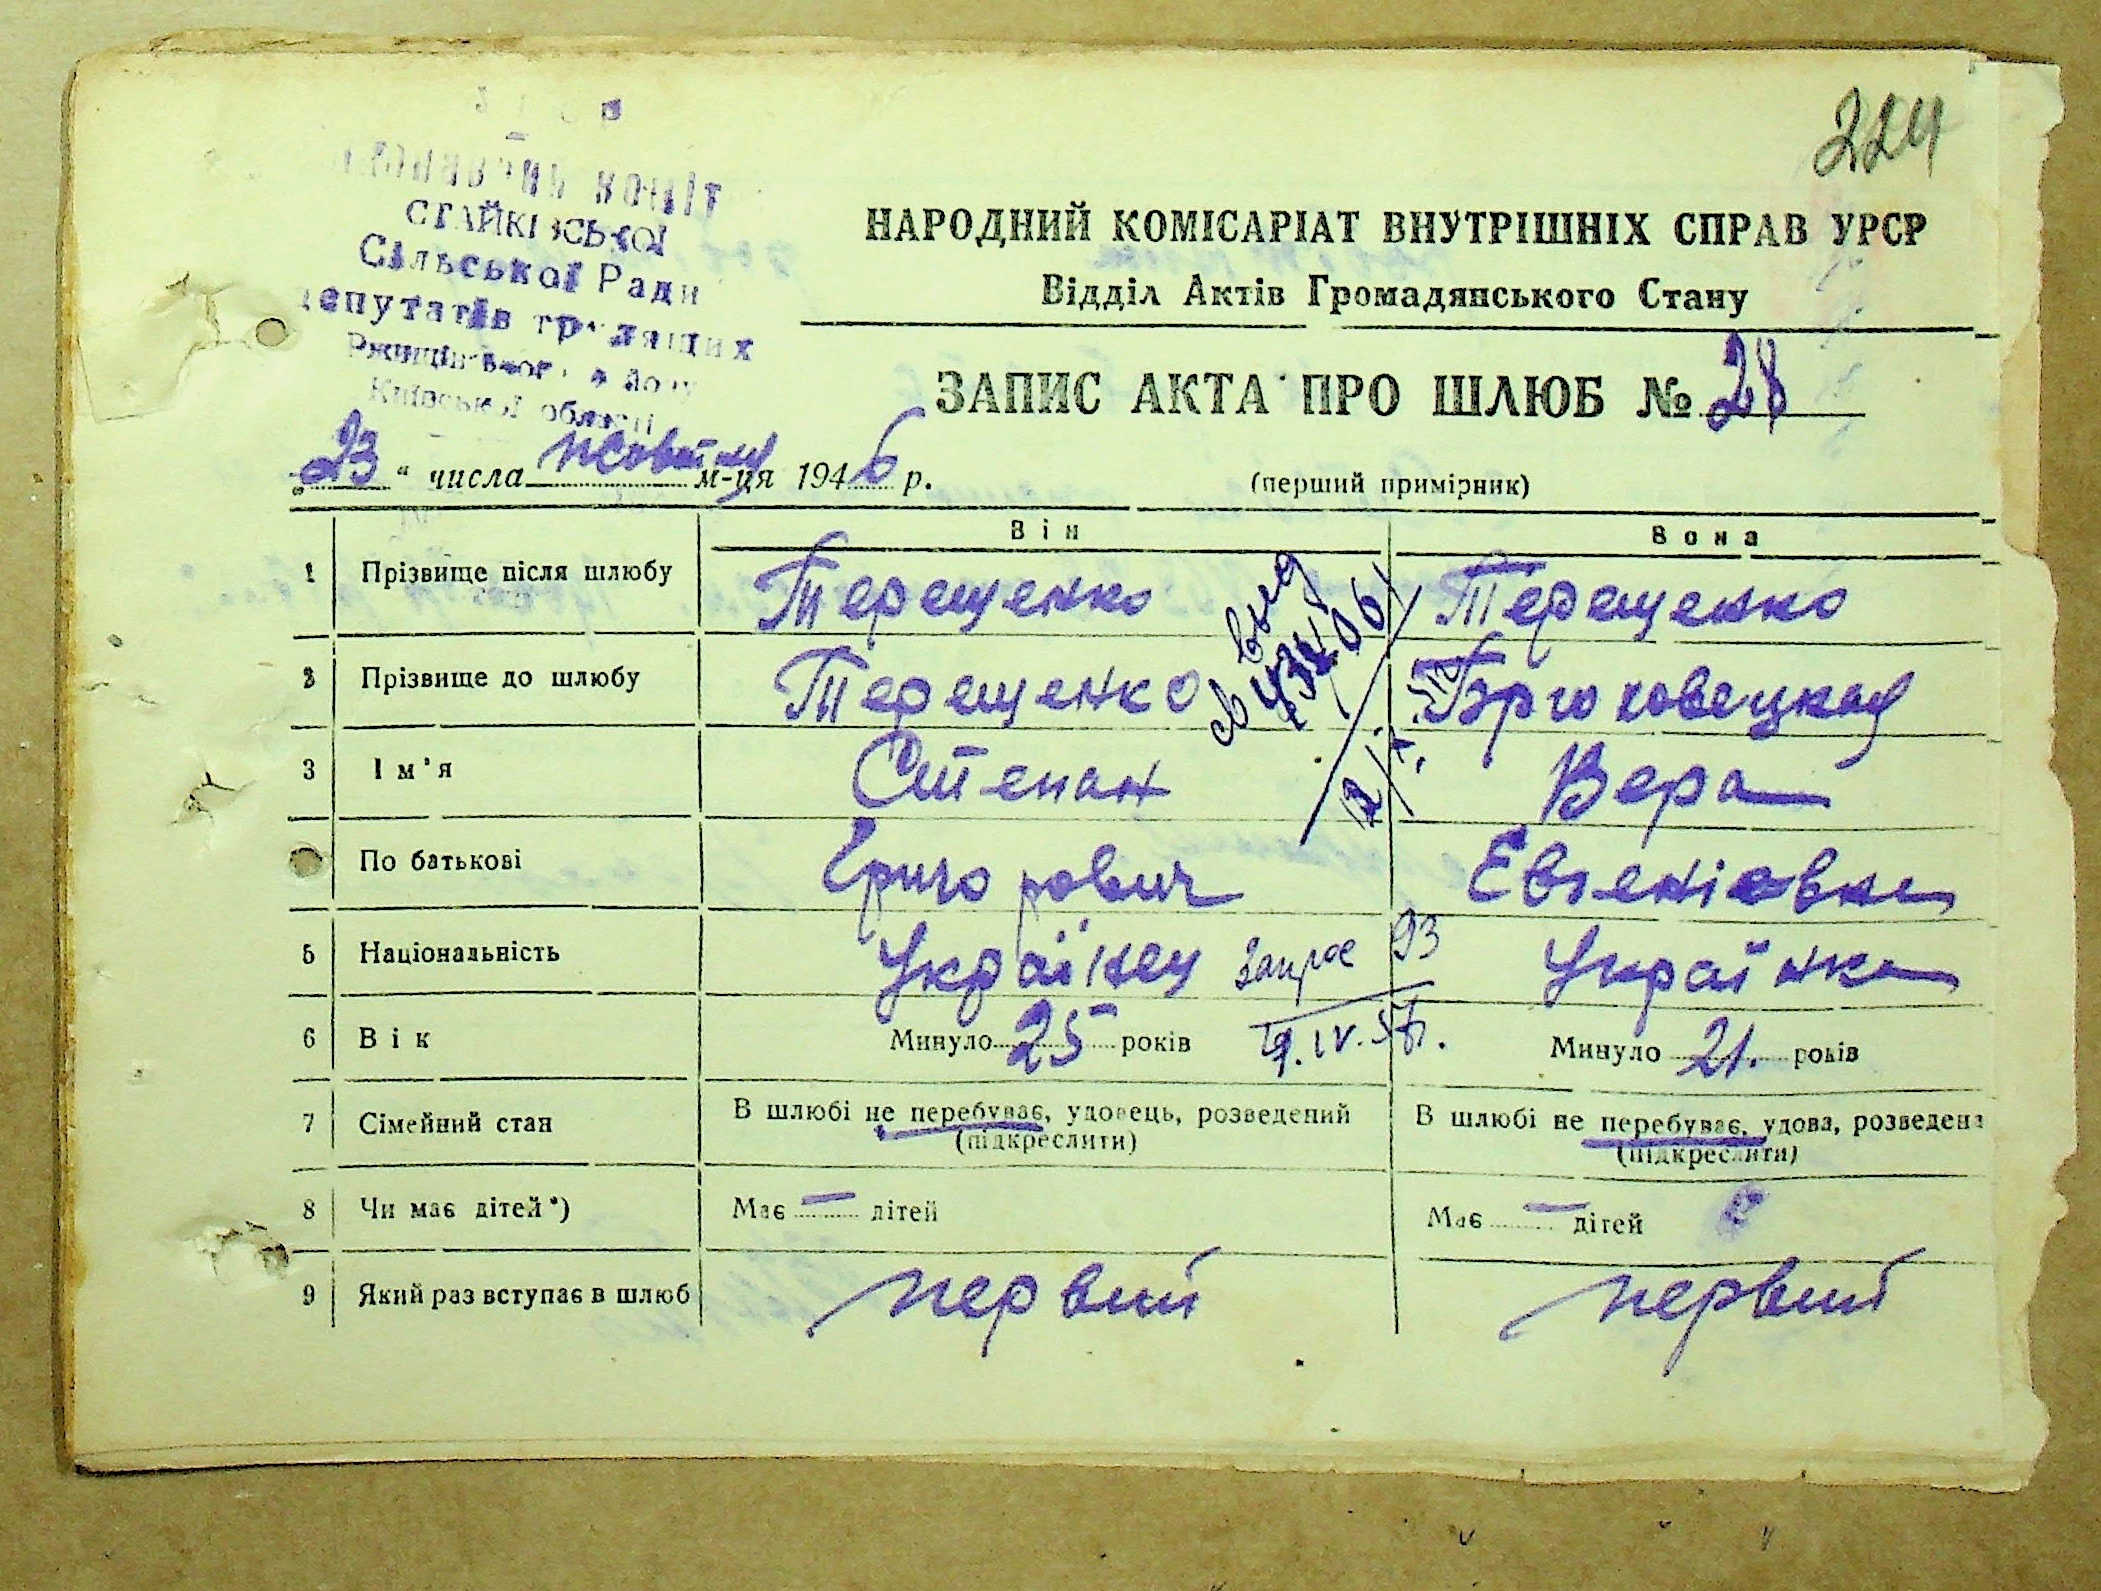 224
СТАЙКІВСЬКОЇ
Сільської Ради
депутатів трудящих
Київської області
НАРОДНИЙ КОМІСАРІАТ ВНУТРІШНІХ СПРАВ УРСР
Відділ Актів Громадянського Стану
ЗАПИС АКТА ПРО ШЛЮБ № 28
„23“ числа жовтня м-ця 1946 р. (перший примірник)
Він Вона
1 Прізвище після шлюбу Терещенко Терещенко
2 Прізвище до шлюбу Терещенко Брюховецкая
3 Ім'я Степан Вера
По батькові Григорович Евгеніевна
5 Національність Українец Українка
Запрос 93
6 Вік Минуло 25 років Минуло 21. років
7 Сімейний стан В шлюбі не перебуває, удовець, розведений В шлюбі не перебуває, удова, розведена
(підкреслити) (підкреслити)
8 Чи має дітей*) Має — дітей Має — дітей
9 Який раз вступає в шлюб первий первий